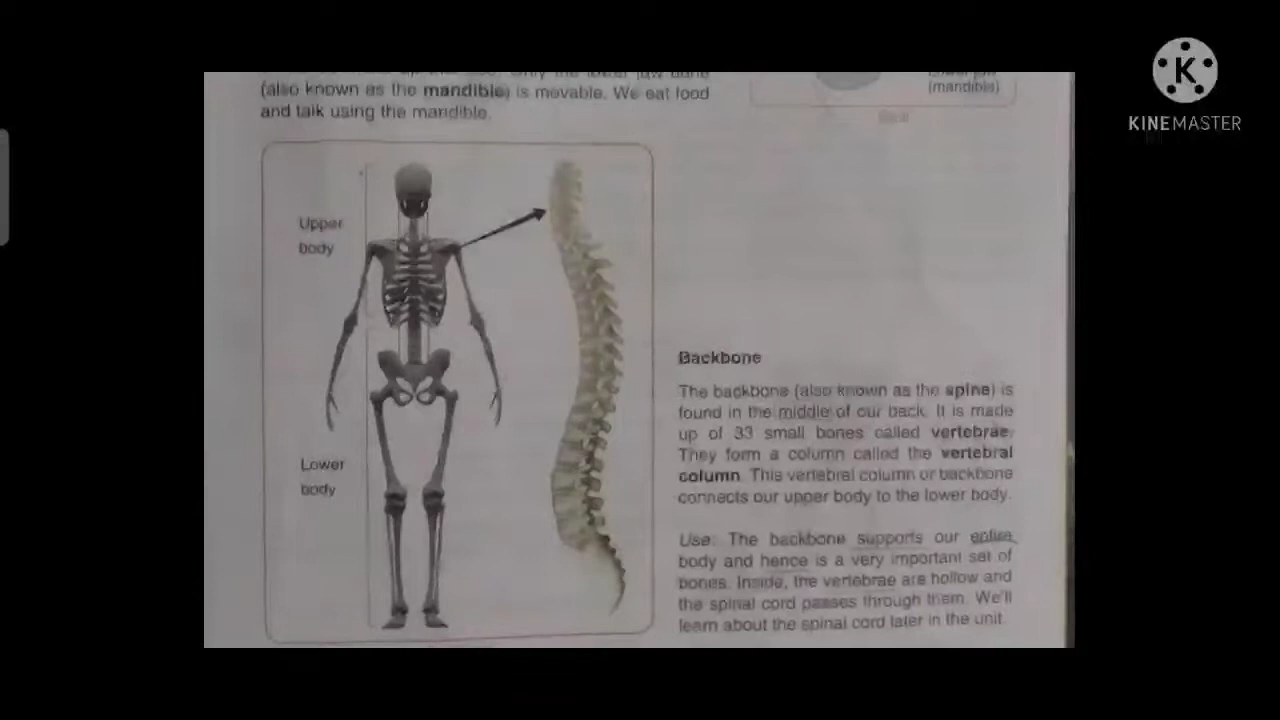 (also known as the mandible) is movable. We eat food
and talk using the mandible.
Lower jaw
(mandible)
Skull
Upper
body
Lower
body
Backbone
The backbone (also known as the spine) is
found in the middle of our back. It is made
up of 33 small bones called vertebrae.
They form a column called the vertebral
column. This vertebral column or backbone
connects our upper body to the lower body.
Use: The backbone supports our entire
body and hence is a very important set of
bones. Inside, the vertebrae are hollow and
the spinal cord passes through them. We'll
learn about the spinal cord later in the unit.
K
KINEMASTER